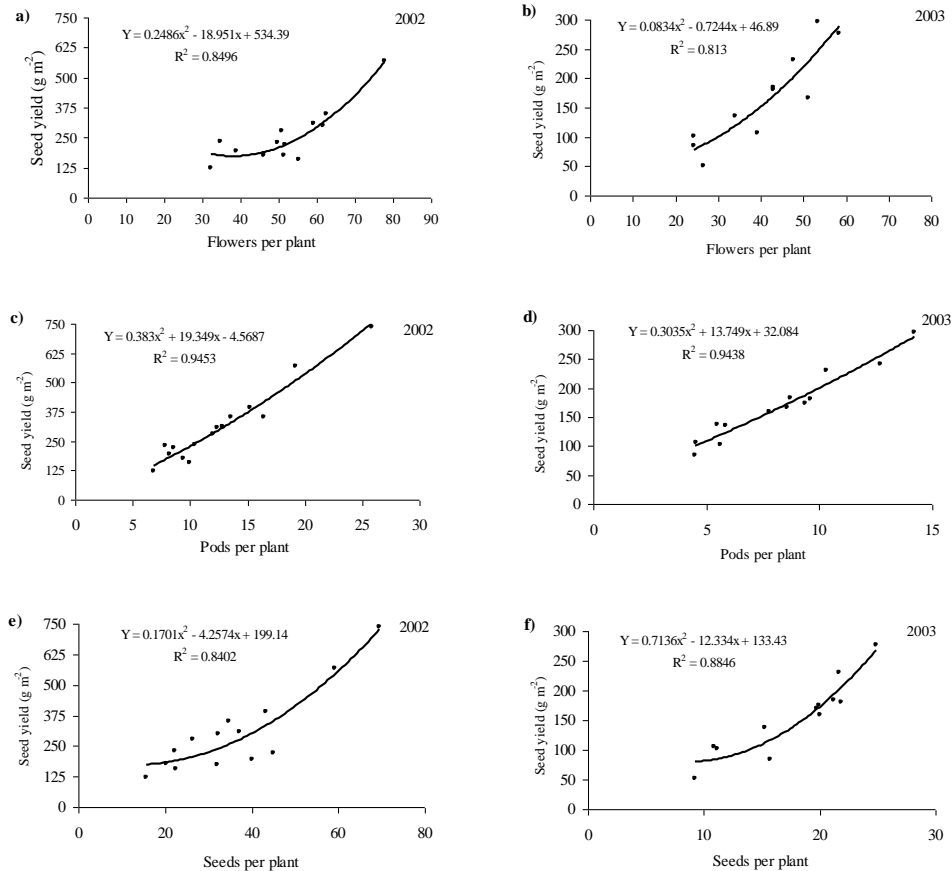 a)
2002
Y = 0.2486x² - 18.951x + 534.39
R² = 0.8496
Seed yield (g m⁻²)
750
625
500
375
250
125
0
0 10 20 30 40 50 60 70 80 90
Flowers per plant
b)
2003
Y = 0.0834x² - 0.7244x + 46.89
R² = 0.813
Seed yield (g m⁻²)
300
250
200
150
100
50
0
0 10 20 30 40 50 60 70 80
Flowers per plant
c)
2002
Y = 0.383x² + 19.349x - 4.5687
R² = 0.9453
Seed yield (g m⁻²)
750
625
500
375
250
125
0
0 5 10 15 20 25 30
Pods per plant
d)
2003
Y = 0.3035x² + 13.749x + 32.084
R² = 0.9438
Seed yield (g m⁻²)
300
250
200
150
100
50
0
0 5 10 15
Pods per plant
e)
2002
Y = 0.1701x² - 4.2574x + 199.14
R² = 0.8402
Seed yield (g m⁻²)
750
625
500
375
250
125
0
0 20 40 60 80
Seeds per plant
f)
2003
Y = 0.7136x² - 12.334x + 133.43
R² = 0.8846
Seed yield (g m⁻²)
300
250
200
150
100
50
0
0 10 20 30
Seeds per plant